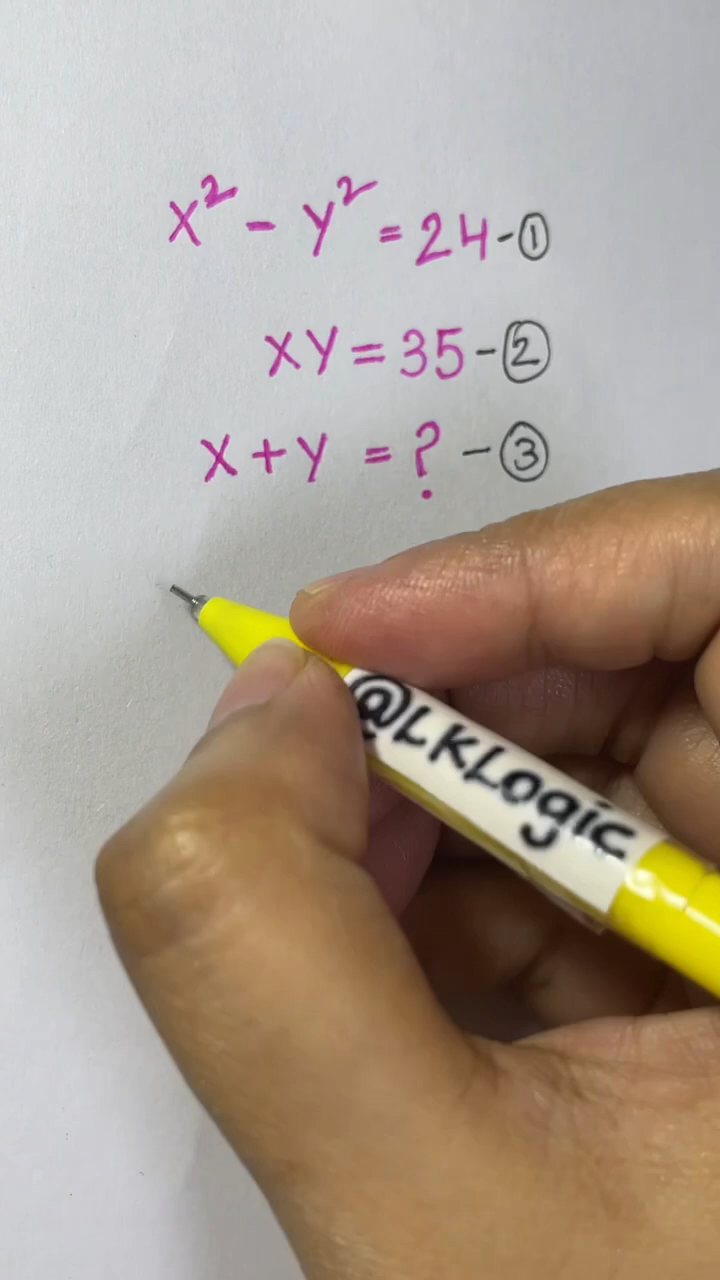 x² - y² = 24 - ①
xy = 35 - ②
x + y = ? - ③
@LKLogic